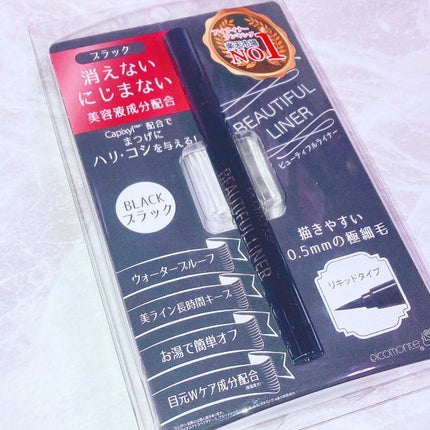 ブラック
消えない
にじまない
美容液成分配合
Capixyl™ 配合で
まつげに
ハリ・コシを与える!
NO1
BEAUTIFUL
LINER
ビューティフルライナー
BLACK
ブラック
BEAUTIFUL LINER
描きやすい
0.5mmの極細毛
リキッドタイプ
ウォータープルーフ
美ライン長時間キープ
お湯で簡単オフ
目元Wケア成分配合
picomonte